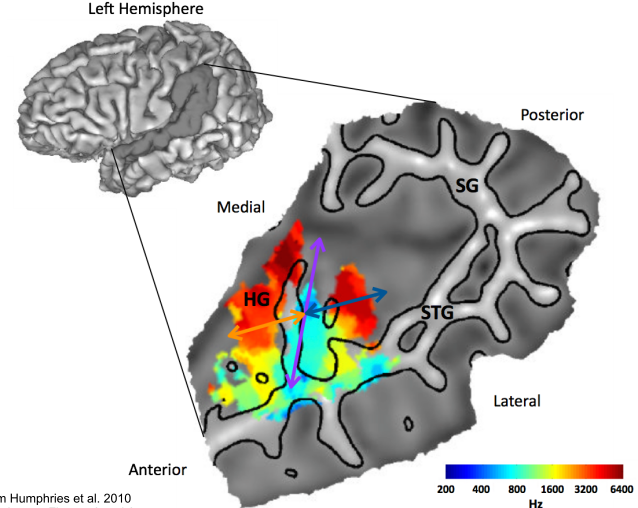 Left Hemisphere
Posterior
SG
Medial
HG
STG
Lateral
Anterior
200 400 800 1600 3200 6400
Hz
m Humphries et al. 2010